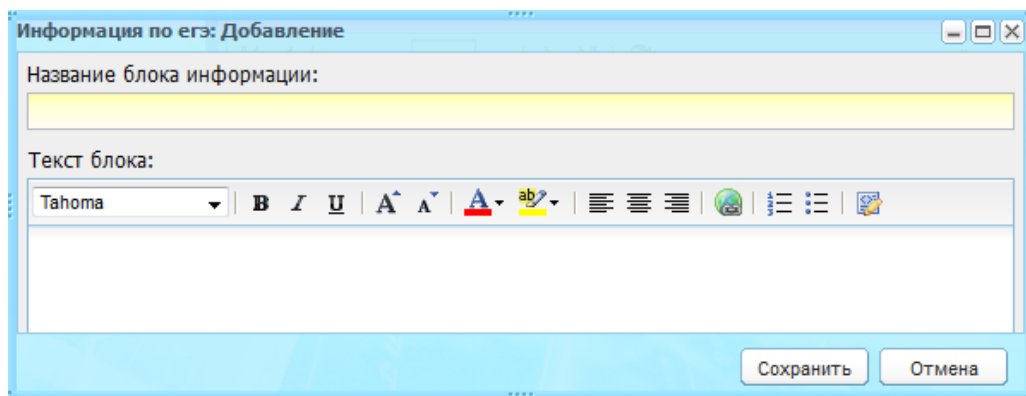 Информация по егэ: Добавление
Название блока информации:
Текст блока:
Tahoma
Сохранить Отмена